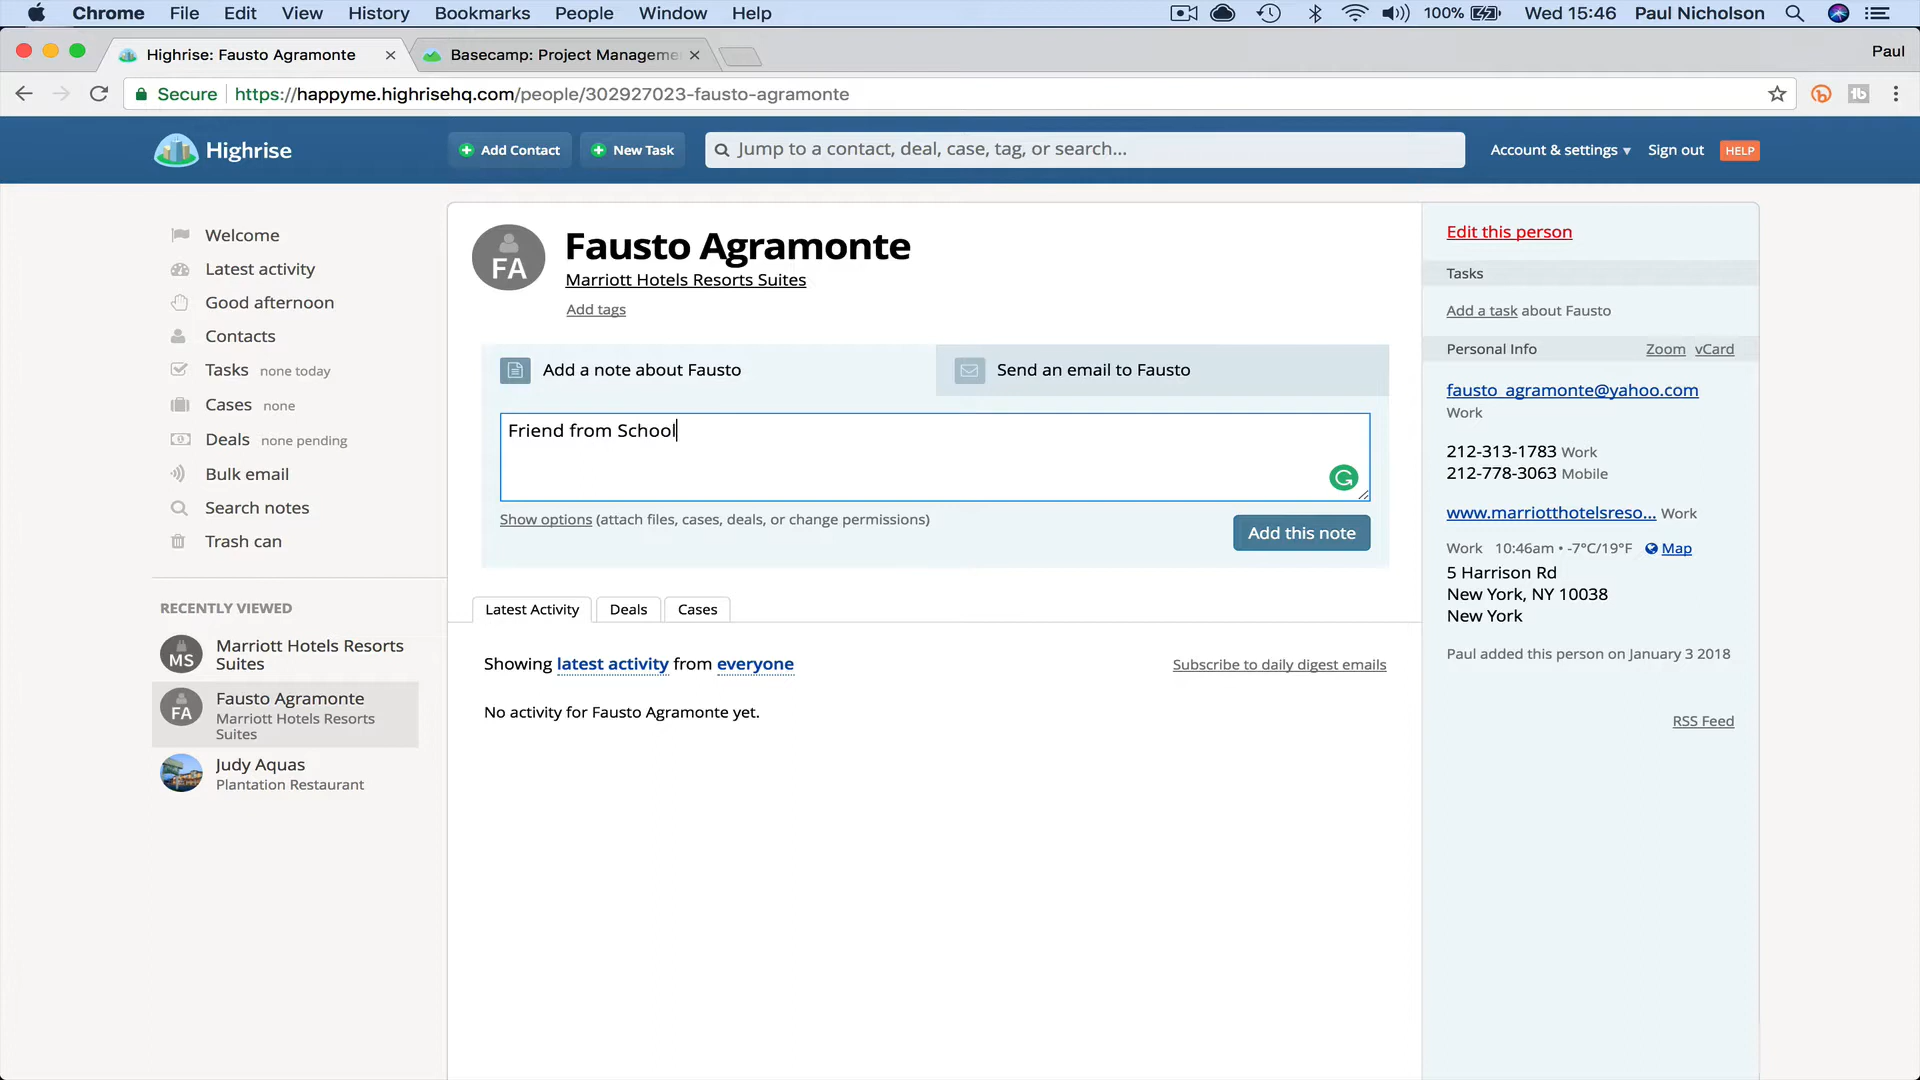 Chrome File Edit View History Bookmarks People Window Help 100% Wed 15:46 Paul Nicholson
Highrise: Fausto Agramonte Basecamp: Project Manageme Paul
Secure https://happyme.highrisehq.com/people/302927023-fausto-agramonte
Highrise Add Contact New Task Jump to a contact, deal, case, tag, or search... Account & settings Sign out HELP
Welcome
Latest activity
Good afternoon
Contacts
Tasks none today
Cases none
Deals none pending
Bulk email
Search notes
Trash can
RECENTLY VIEWED
MS Marriott Hotels Resorts
Suites
FA Fausto Agramonte
Marriott Hotels Resorts
Suites
Judy Aquas
Plantation Restaurant
FA Fausto Agramonte
Marriott Hotels Resorts Suites
Add tags
Add a note about Fausto Send an email to Fausto
Friend from School
Show options (attach files, cases, deals, or change permissions)
Add this note
Latest Activity Deals Cases
Showing latest activity from everyone Subscribe to daily digest emails
No activity for Fausto Agramonte yet.
Edit this person
Tasks
Add a task about Fausto
Personal Info Zoom vCard
fausto_agramonte@yahoo.com
Work
212-313-1783 Work
212-778-3063 Mobile
www.marriotthotelsreso... Work
Work 10:46am • -7°C/19°F Map
5 Harrison Rd
New York, NY 10038
New York
Paul added this person on January 3 2018
RSS Feed